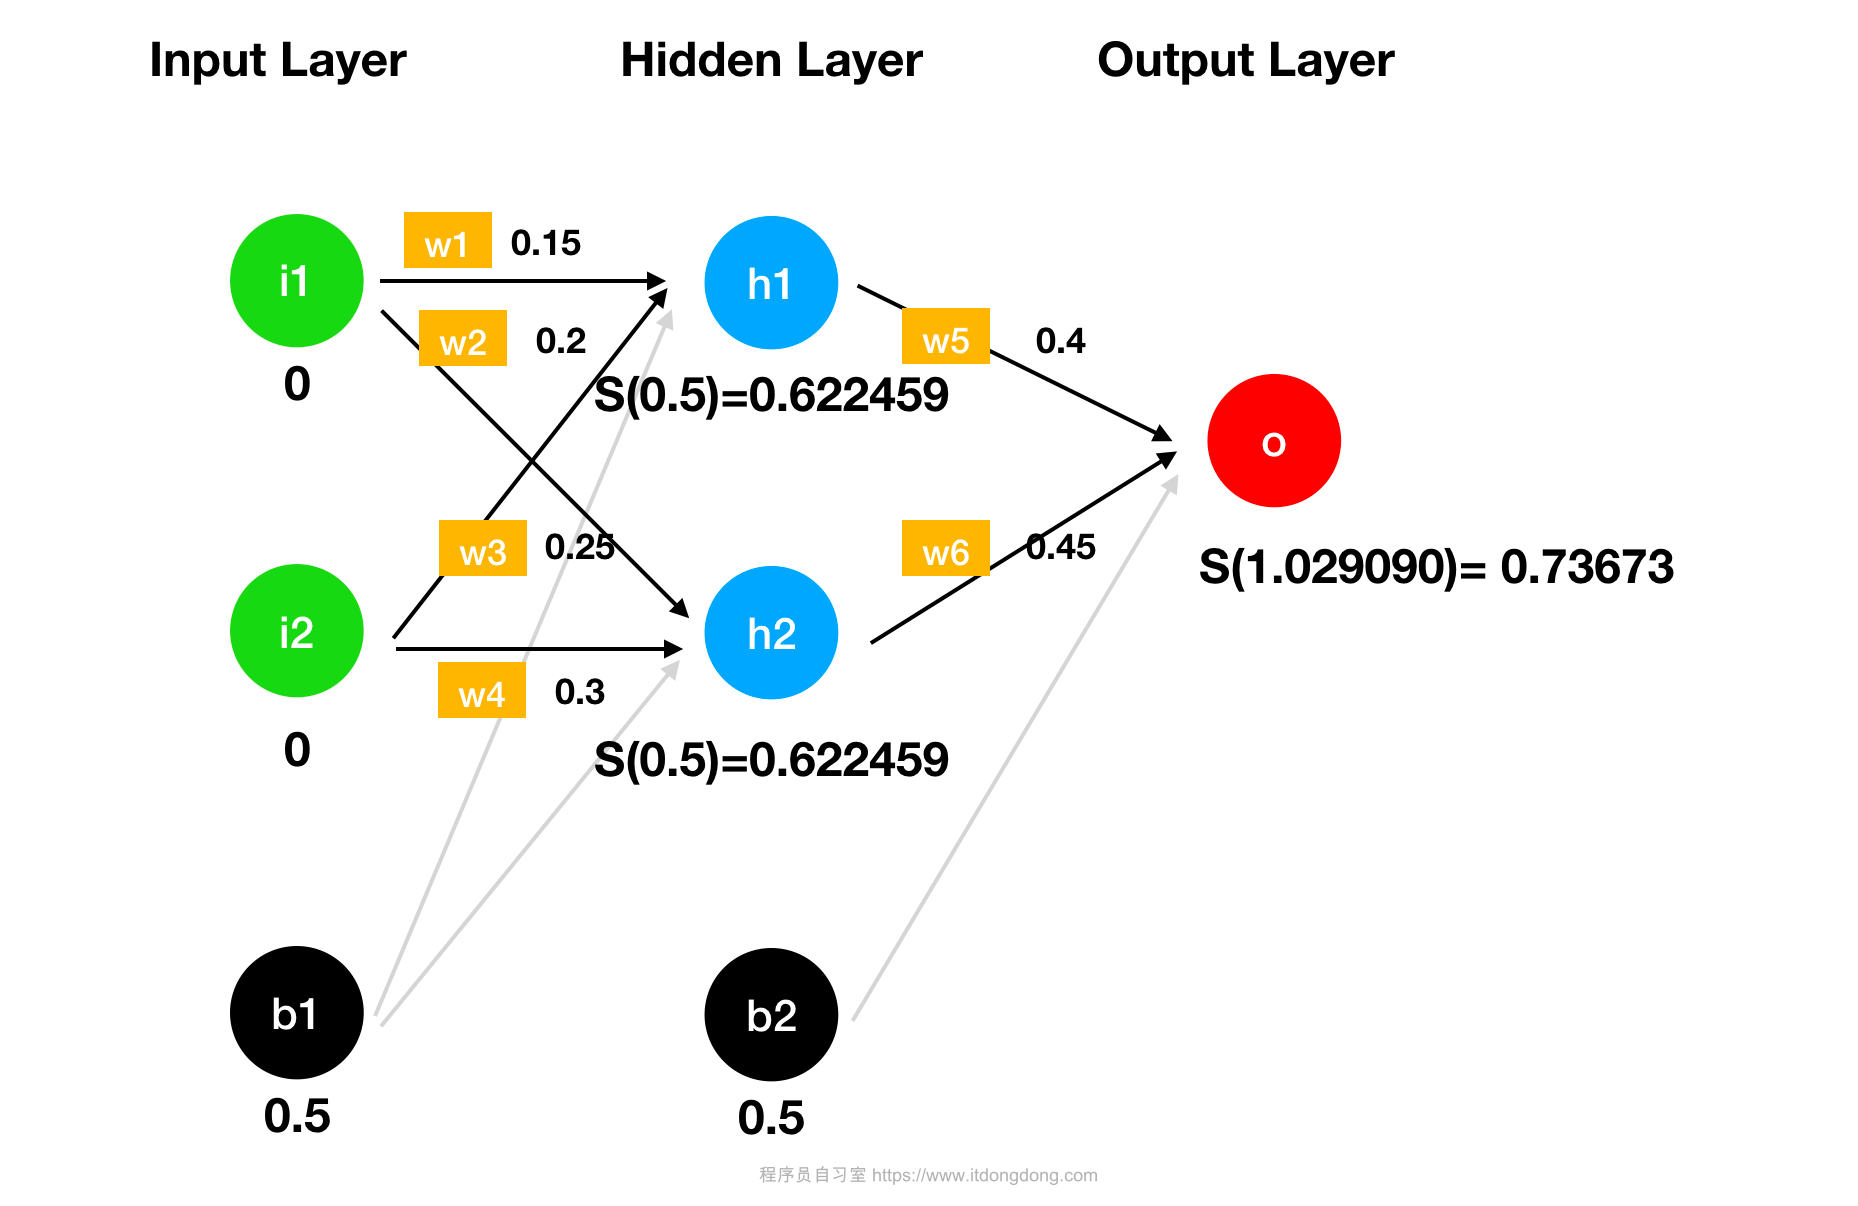 Input Layer
Hidden Layer
Output Layer
w1 0.15
i1
h1
w2 0.2
w5 0.4
0
S(0.5)=0.622459
o
w3 0.25
w6 0.45
S(1.029090)= 0.73673
i2
h2
w4 0.3
0
S(0.5)=0.622459
b1
b2
0.5
0.5
程序员自习室 https://www.itdongdong.com